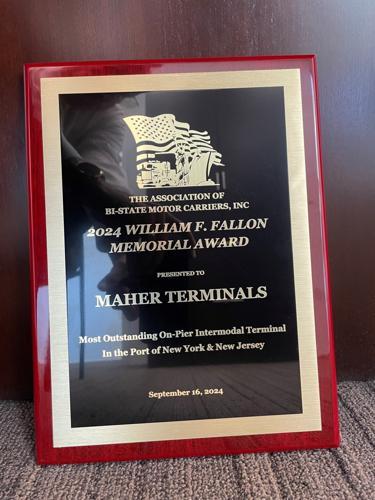 THE ASSOCIATION OF
BI-STATE MOTOR CARRIERS, INC
2024 WILLIAM F. FALLON
MEMORIAL AWARD
PRESENTED TO
MAHER TERMINALS
Most Outstanding On-Pier Intermodal Terminal
In the Port of New York & New Jersey
September 16, 2024